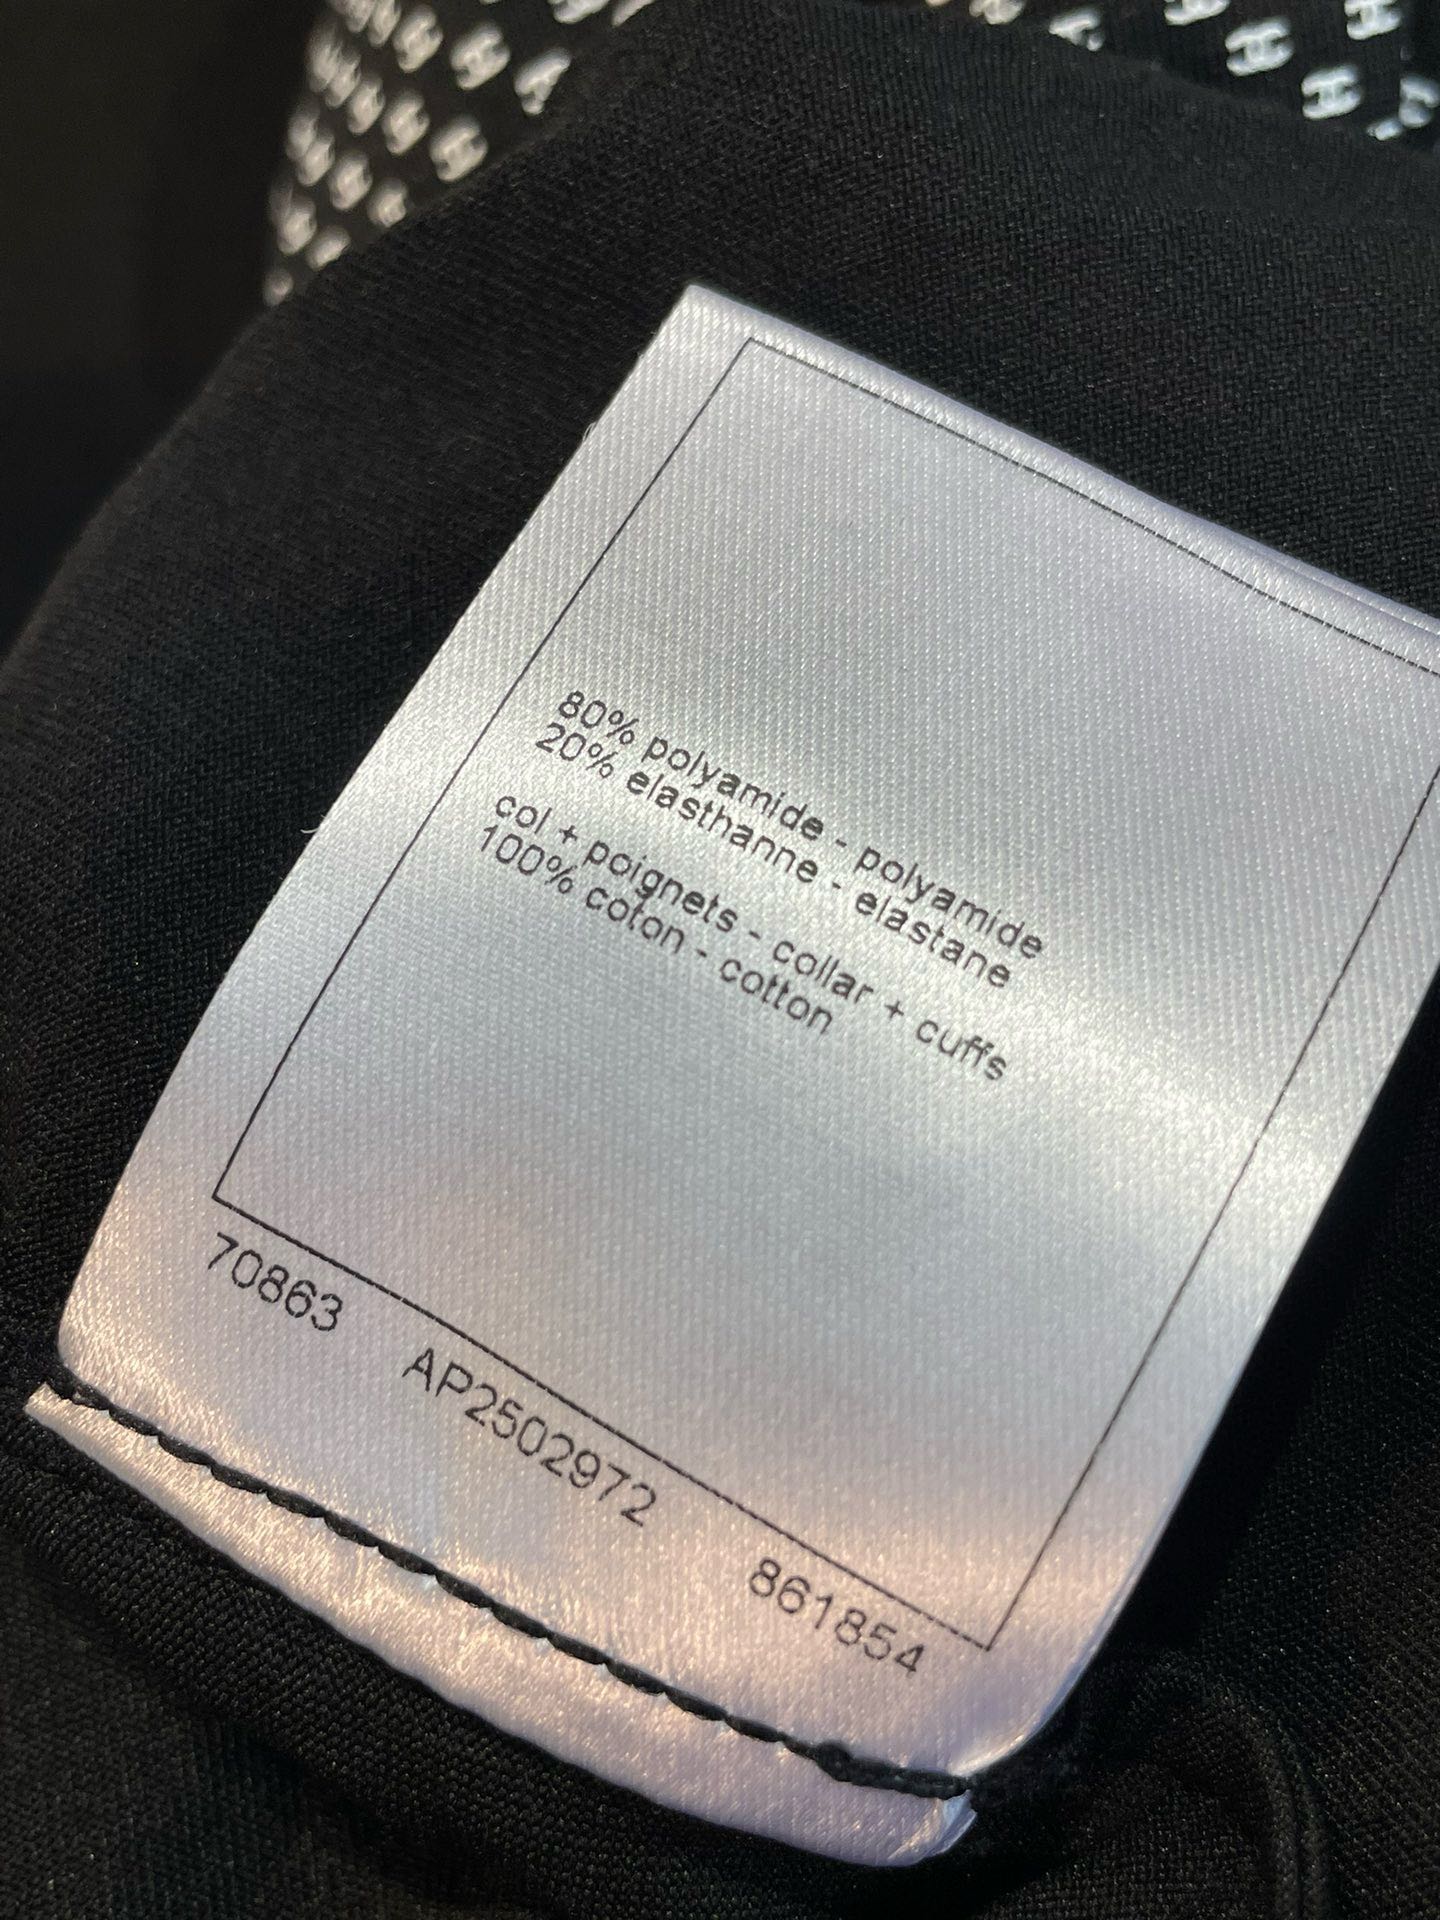 80% polyamide - polyamide
20% elasthanne - elastane
col + poignets - collar + cuffs
100% coton - cotton
70863 AP2502972 861854